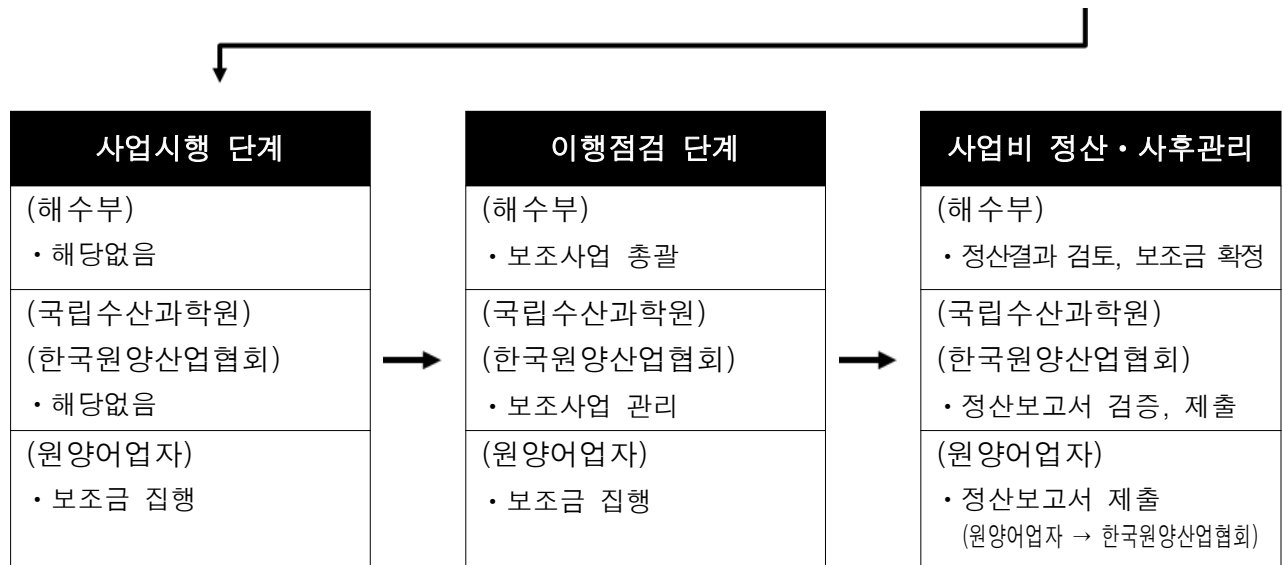 사업시행 단계
(해수부)
・해당없음
(국립수산과학원)
(한국원양산업협회)
・해당없음
(원양어업자)
・보조금 집행
이행점검 단계
(해수부)
・보조사업 총괄
(국립수산과학원)
(한국원양산업협회)
・보조사업 관리
(원양어업자)
・보조금 집행
사업비 정산・사후관리
(해수부)
・정산결과 검토, 보조금 확정
(국립수산과학원)
(한국원양산업협회)
・정산보고서 검증, 제출
(원양어업자)
・정산보고서 제출
(원양어업자 → 한국원양산업협회)